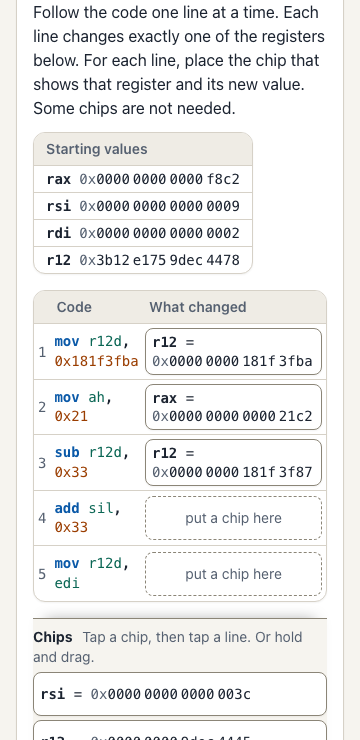 Follow the code one line at a time. Each
line changes exactly one of the registers
below. For each line, place the chip that
shows that register and its new value.
Some chips are not needed.
Starting values
rax 0x0000 0000 0000 f8c2
rsi 0x0000 0000 0000 0009
rdi 0x0000 0000 0000 0002
r12 0x3b12 e175 9dec 4478
Code What changed
1 mov r12d, 0x181f3fba r12 = 0x0000 0000 181f 3fba
2 mov ah, 0x21 rax = 0x0000 0000 0000 21c2
3 sub r12d, 0x33 r12 = 0x0000 0000 181f 3f87
4 add sil, 0x33 put a chip here
5 mov r12d, edi put a chip here
Chips Tap a chip, then tap a line. Or hold
and drag.
rsi = 0x0000 0000 0000 003c